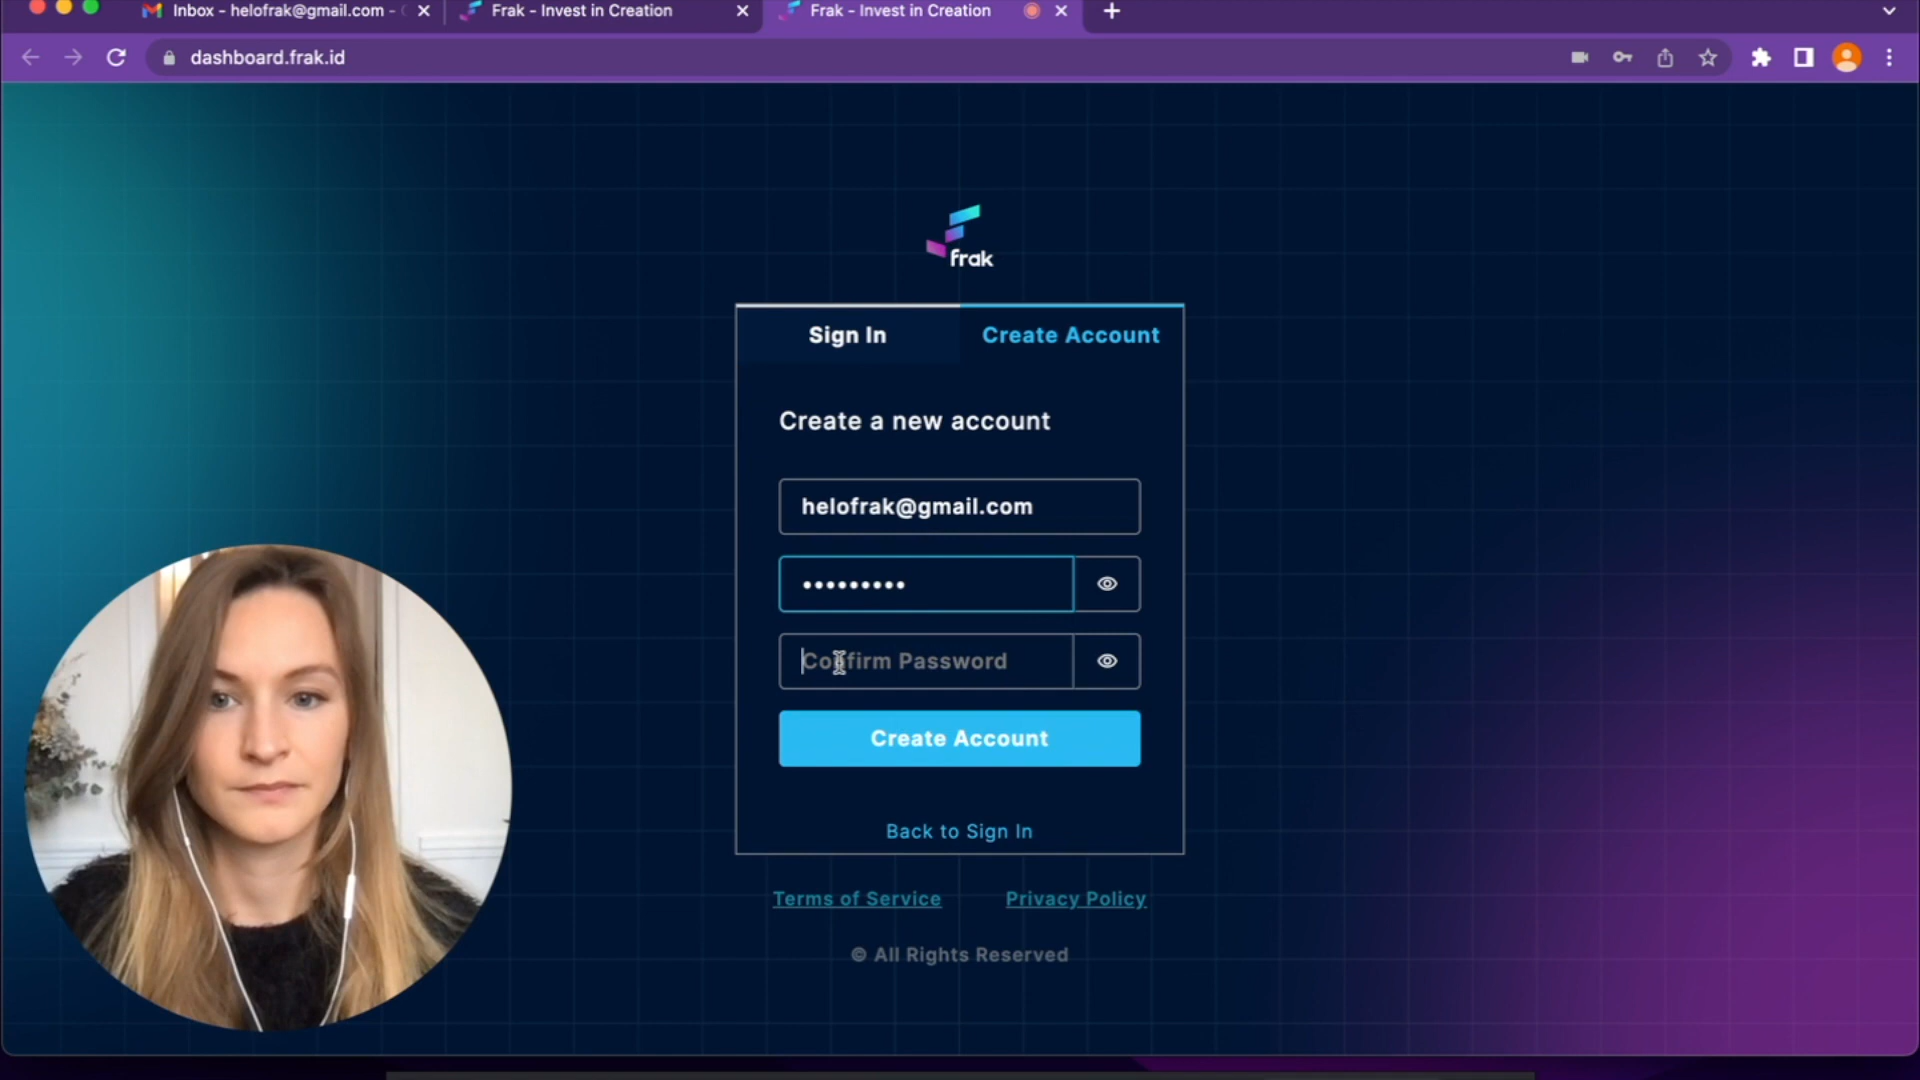 Inbox - helofrak@gmail.com -
Frak - Invest in Creation
Frak - Invest in Creation
dashboard.frak.id
frak
Sign In
Create Account
Create a new account
helofrak@gmail.com
•••••••••
Confirm Password
Create Account
Back to Sign In
Terms of Service
Privacy Policy
© All Rights Reserved